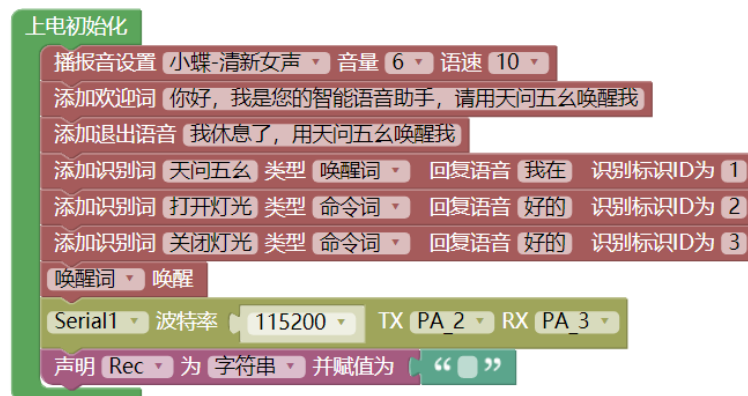 上电初始化
播报音设置 小蝶-清新女声 音量 6 语速 10
添加欢迎词 你好，我是您的智能语音助手，请用天问五幺唤醒我
添加退出语音 我休息了，用天问五幺唤醒我
添加识别词 天问五幺 类型 唤醒词 回复语音 我在 识别标识ID为 1
添加识别词 打开灯光 类型 命令词 回复语音 好的 识别标识ID为 2
添加识别词 关闭灯光 类型 命令词 回复语音 好的 识别标识ID为 3
唤醒词 唤醒
Serial1 波特率 115200 TX PA_2 RX PA_3
声明 Rec 为 字符串 并赋值为 “ ”